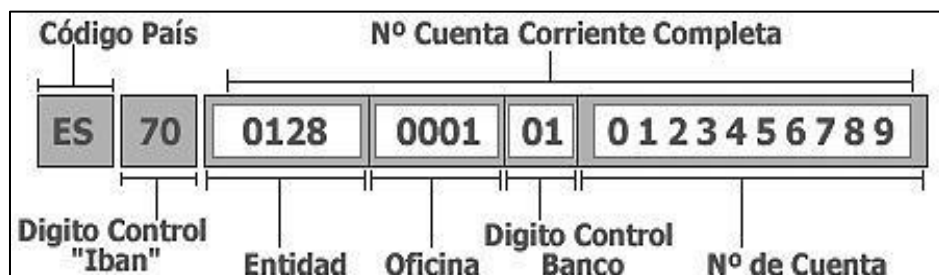 Código País
Nº Cuenta Corriente Completa
ES 70 0128 0001 01 0123456789
Digito Control "Iban"
Entidad
Oficina
Digito Control Banco
Nº de Cuenta